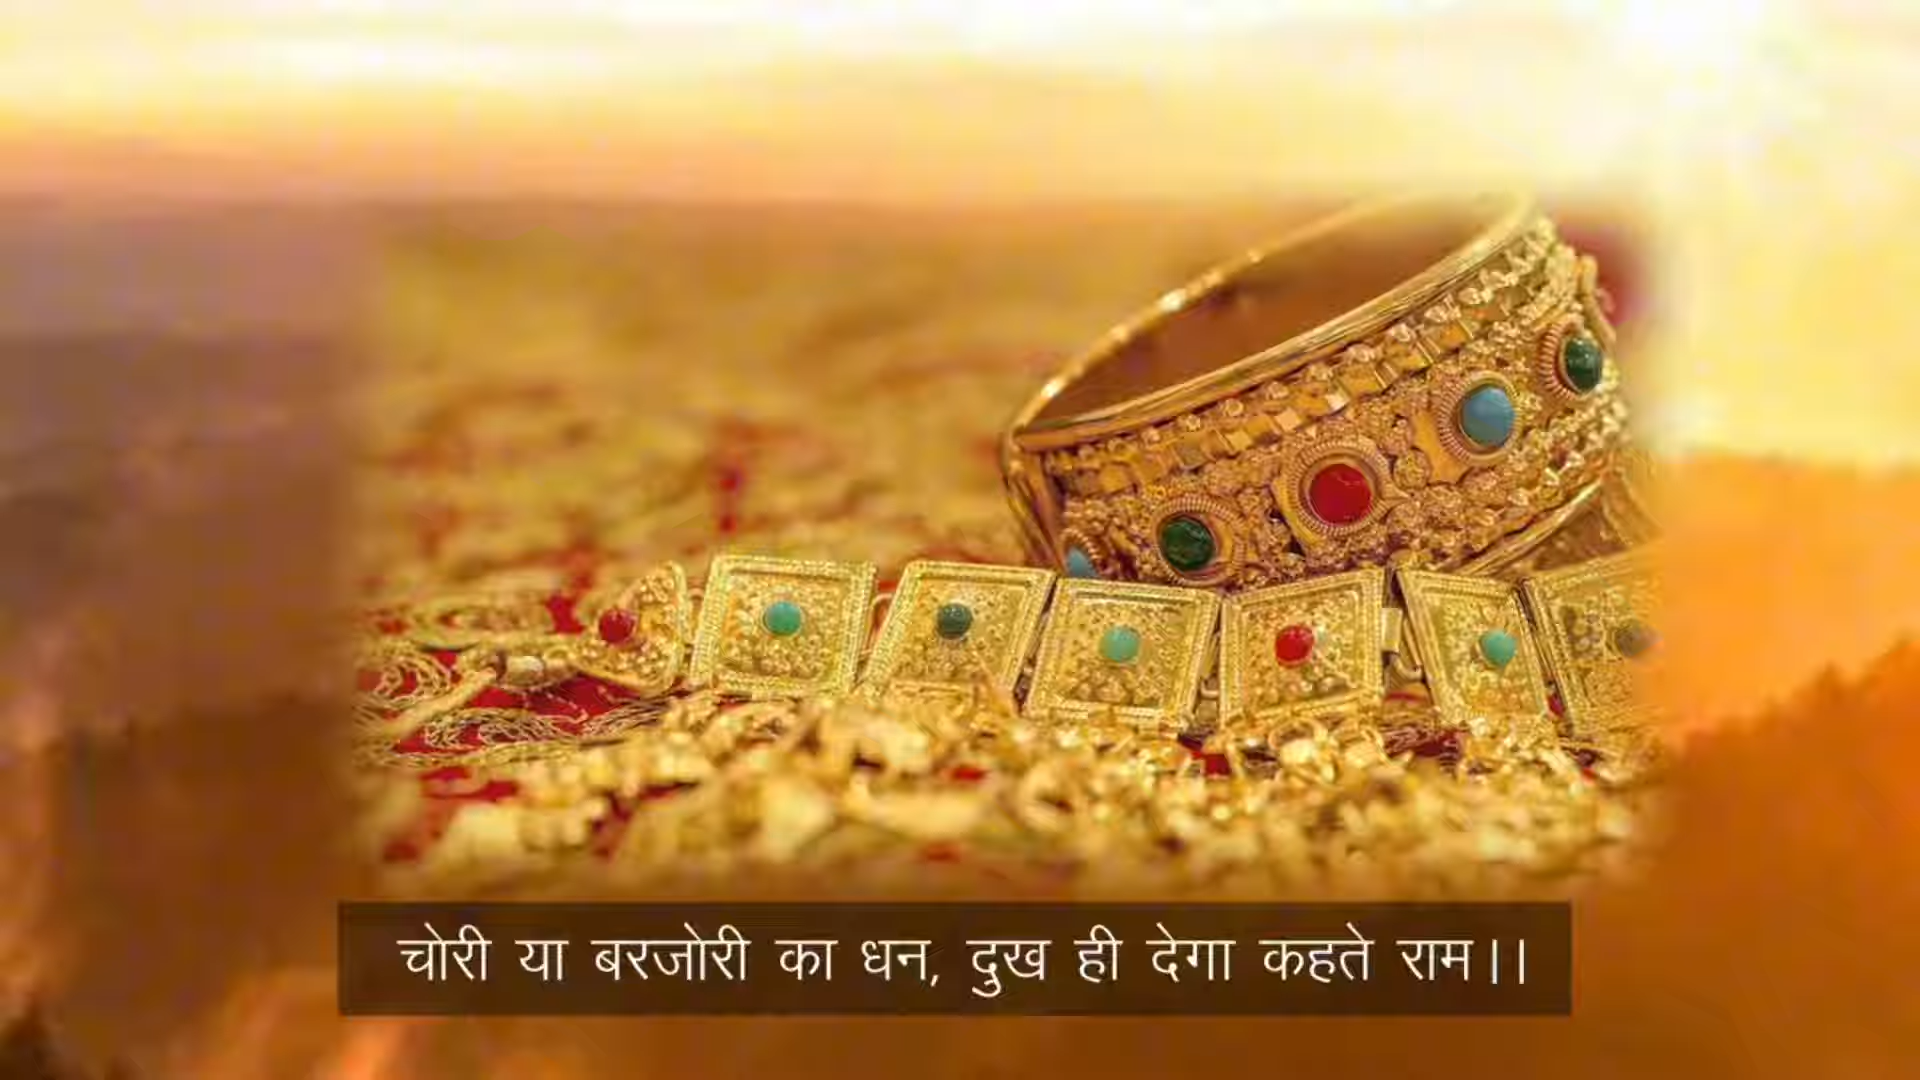 चोरी या बरजोरी का धन, दुख ही देगा कहते राम।।